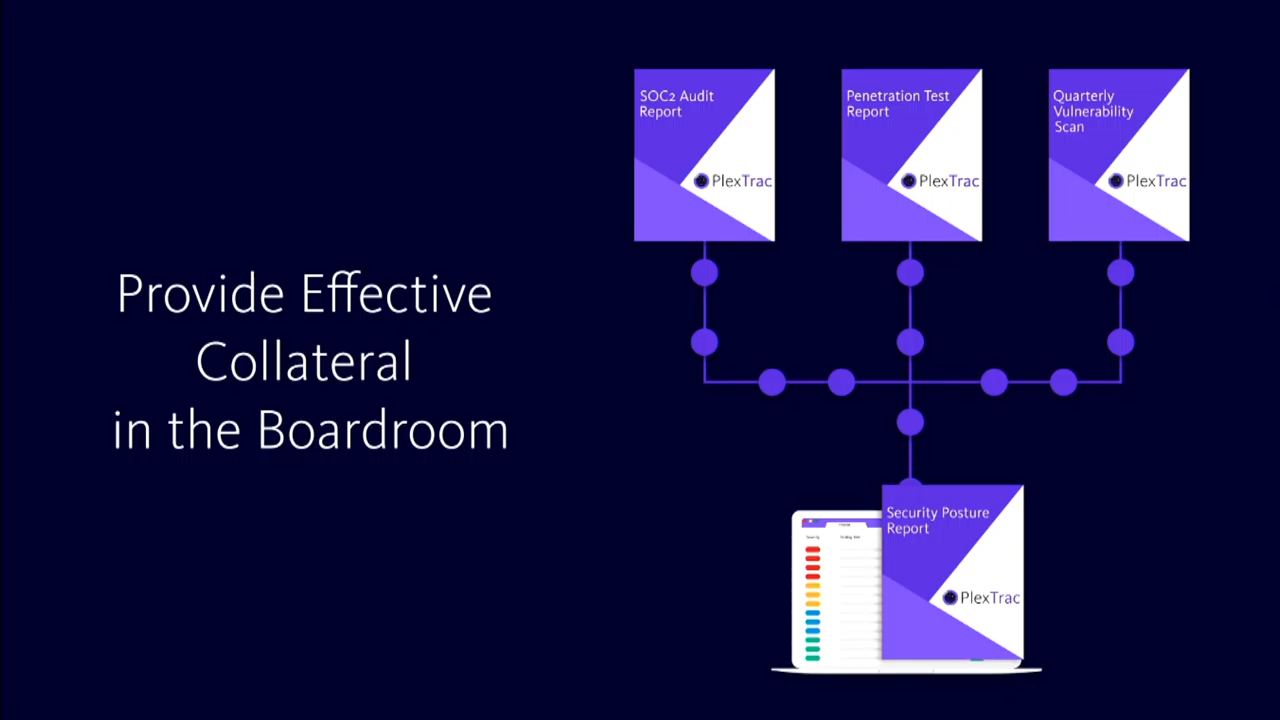 Provide Effective
Collateral
in the Boardroom
SOC2 Audit
Report
PlexTrac
Penetration Test
Report
PlexTrac
Quarterly
Vulnerability
Scan
PlexTrac
Security Posture
Report
PlexTrac